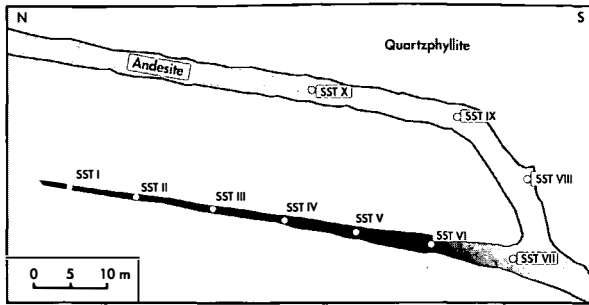 N
S
Quartzphyllite
Andesite
SST X
SST IX
SST VIII
SST I
SST II
SST III
SST IV
SST V
SST VI
SST VII
0 5 10 m